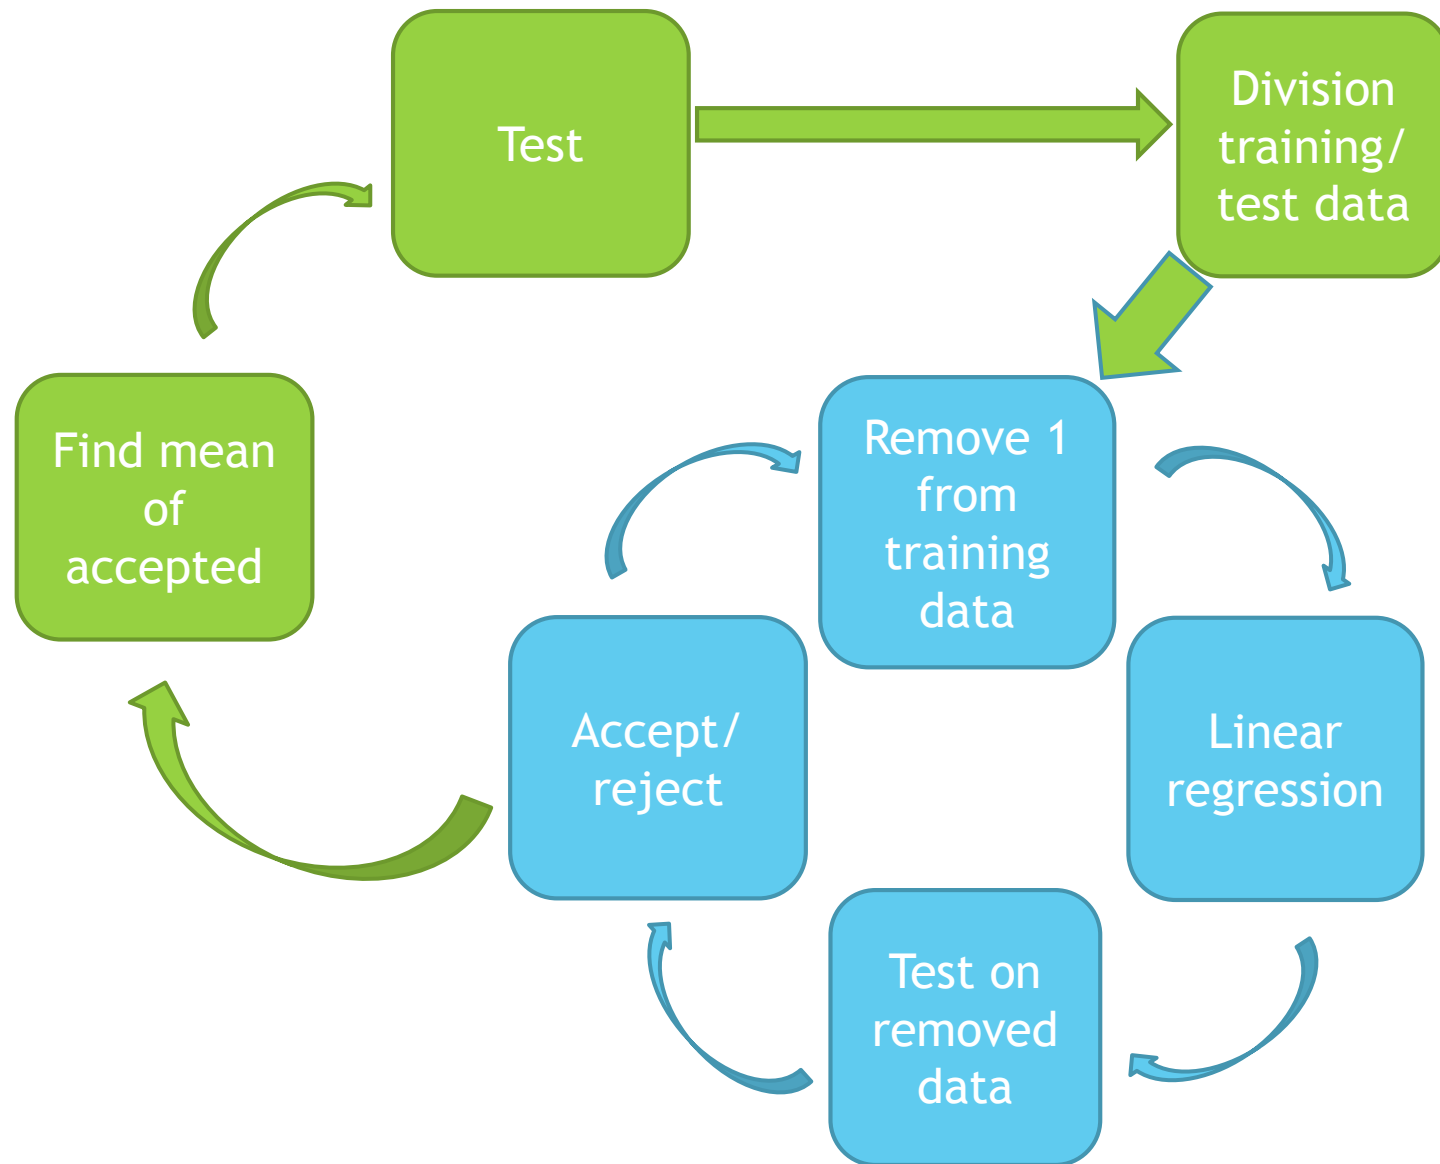 Test
Division
training/
test data
Find mean
of
accepted
Remove 1
from
training
data
Accept/
reject
Linear
regression
Test on
removed
data